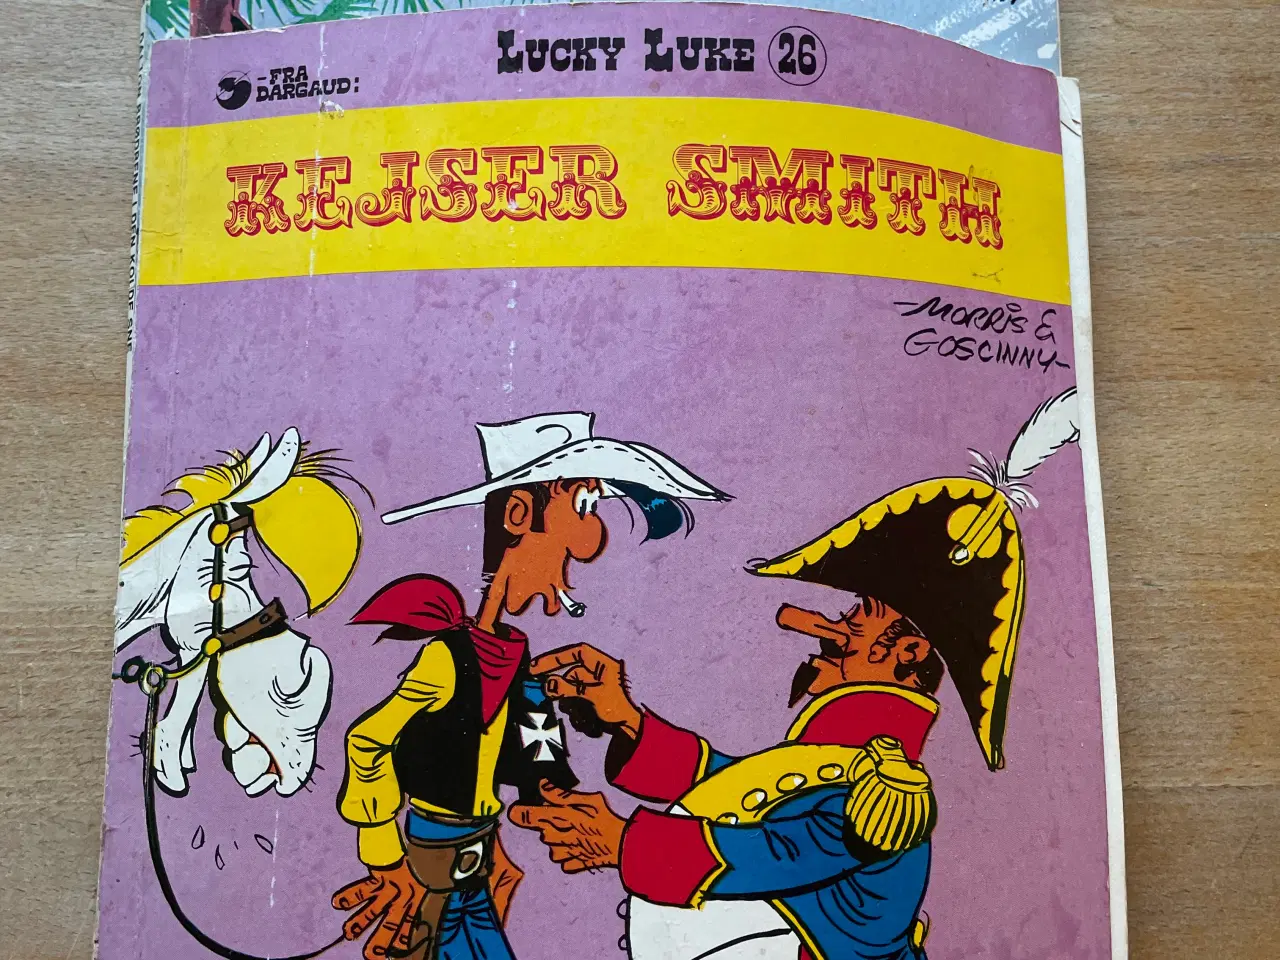 LUCKY LUKE 26
-FRA
DARGAUD:
KEJSER SMITH
-MORRIS &
GOSCINNY-